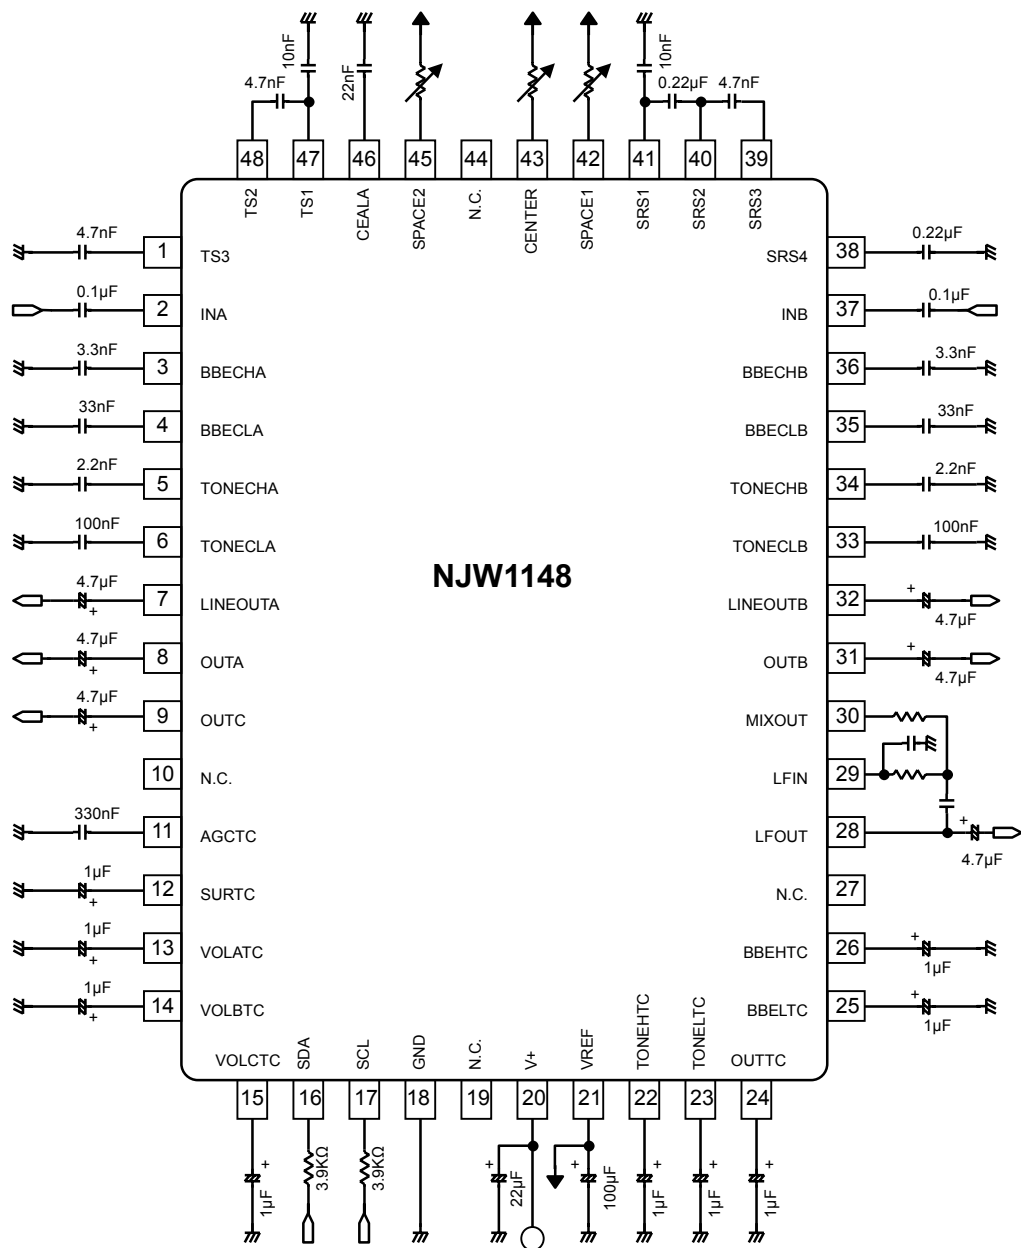 10nF
22nF
10nF
4.7nF
0.22µF
4.7nF
48
47
46
45
44
43
42
41
40
39
TS2
TS1
CEALA
SPACE2
N.C.
CENTER
SPACE1
SRS1
SRS2
SRS3
4.7nF
1
TS3
SRS4
38
0.22µF
0.1µF
2
INA
INB
37
0.1µF
3.3nF
3
BBECHA
BBECHB
36
3.3nF
33nF
4
BBECLA
BBECLB
35
33nF
2.2nF
5
TONECHA
TONECHB
34
2.2nF
100nF
6
TONECLA
TONECLB
33
100nF
NJW1148
4.7µF
+
7
LINEOUTA
LINEOUTB
32
+
4.7µF
4.7µF
+
8
OUTA
OUTB
31
+
4.7µF
4.7µF
+
9
OUTC
MIXOUT
30
10
N.C.
LFIN
29
330nF
11
AGCTC
LFOUT
28
+
4.7µF
1µF
+
12
SURTC
N.C.
27
1µF
+
13
VOLATC
BBEHTC
26
+
1µF
1µF
+
14
VOLBTC
BBELTC
25
+
1µF
VOLCTC
SDA
SCL
GND
N.C.
V+
VREF
TONEHTC
TONELTC
OUTTC
15
16
17
18
19
20
21
22
23
24
+
1µF
3.9KΩ
3.9KΩ
+
22µF
+
100µF
+
1µF
+
1µF
+
1µF